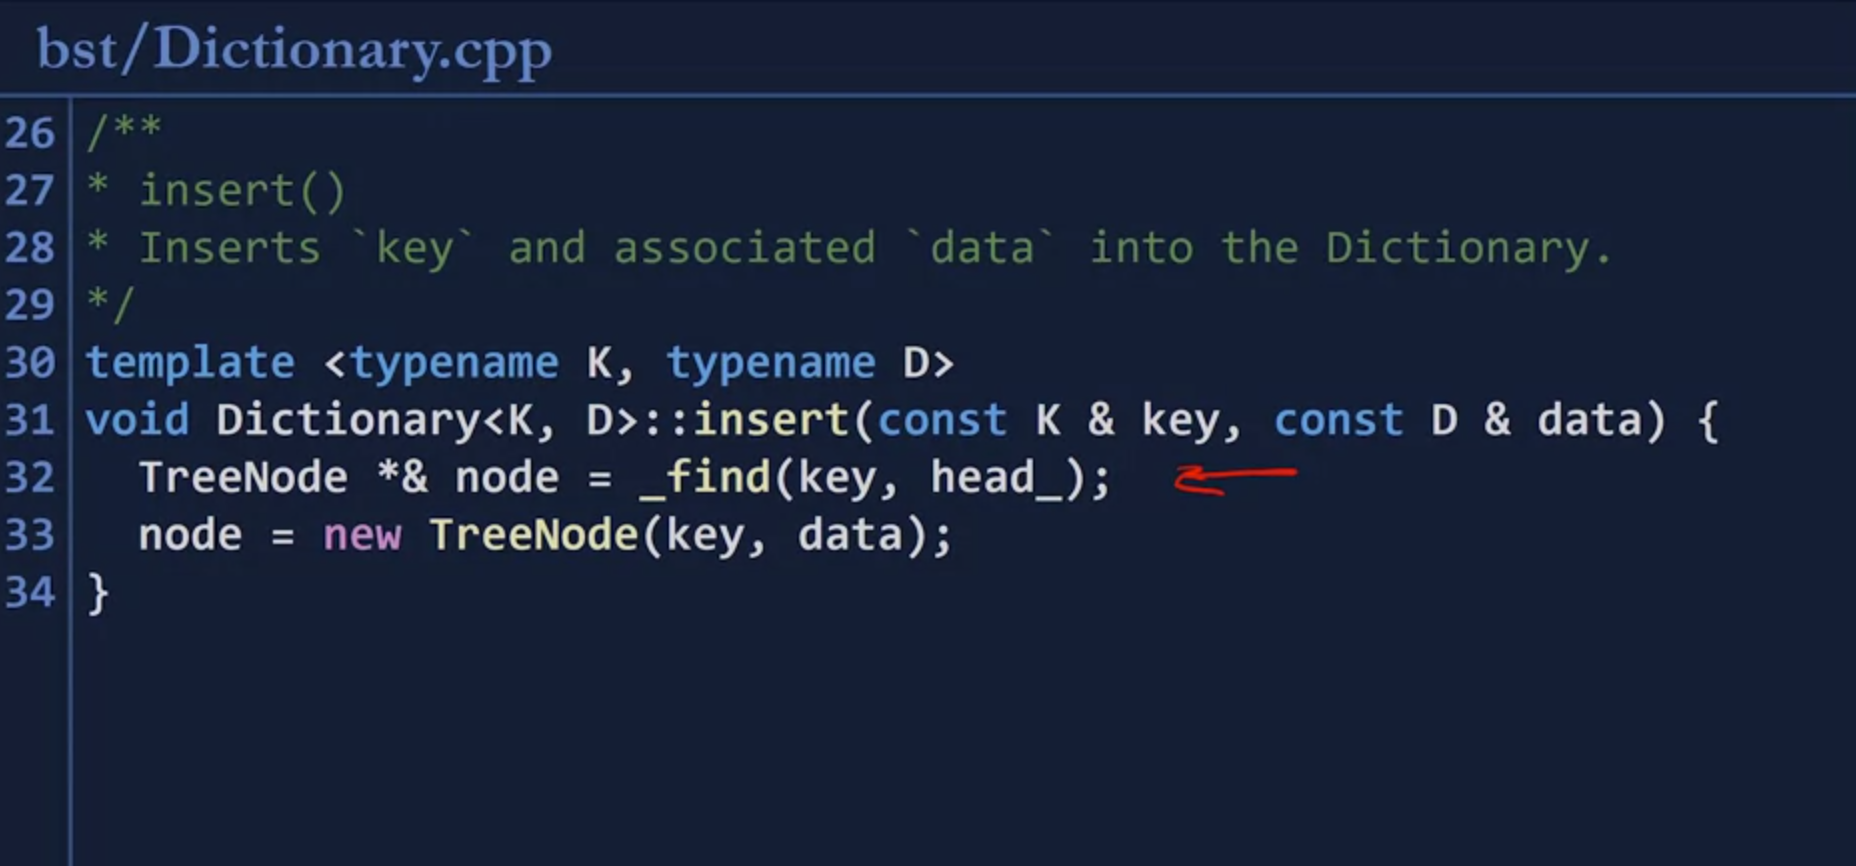 bst/Dictionary.cpp
26 /**
27 * insert()
28 * Inserts `key` and associated `data` into the Dictionary.
29 */
30 template <typename K, typename D>
31 void Dictionary<K, D>::insert(const K & key, const D & data) {
32   TreeNode *& node = _find(key, head_);
33   node = new TreeNode(key, data);
34 }